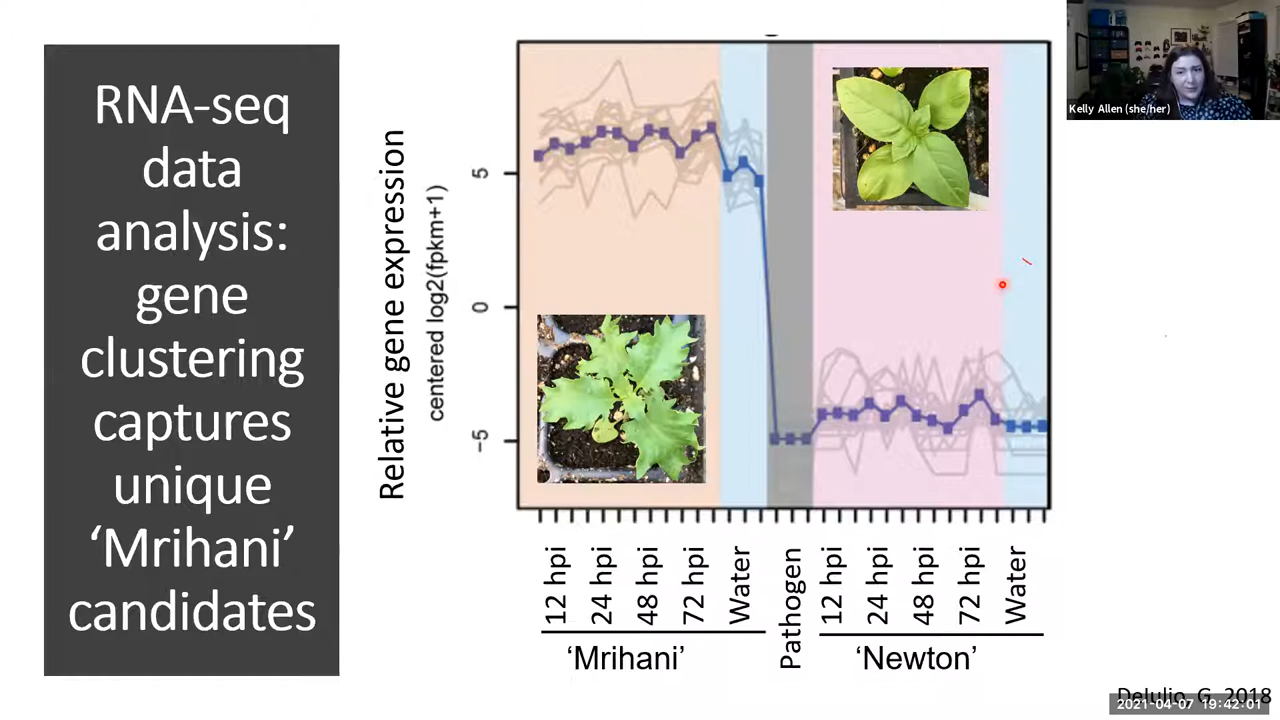 RNA-seq
data
analysis:
gene
clustering
captures
unique
‘Mrihani’
candidates
Relative gene expression
centered log2(fpkm+1)
5
0
−5
12 hpi
24 hpi
48 hpi
72 hpi
Water
Pathogen
12 hpi
24 hpi
48 hpi
72 hpi
Water
‘Mrihani’
‘Newton’
Kelly Allen (she/her)
DeIulio, G. 2018
2021-04-07 19:42:01